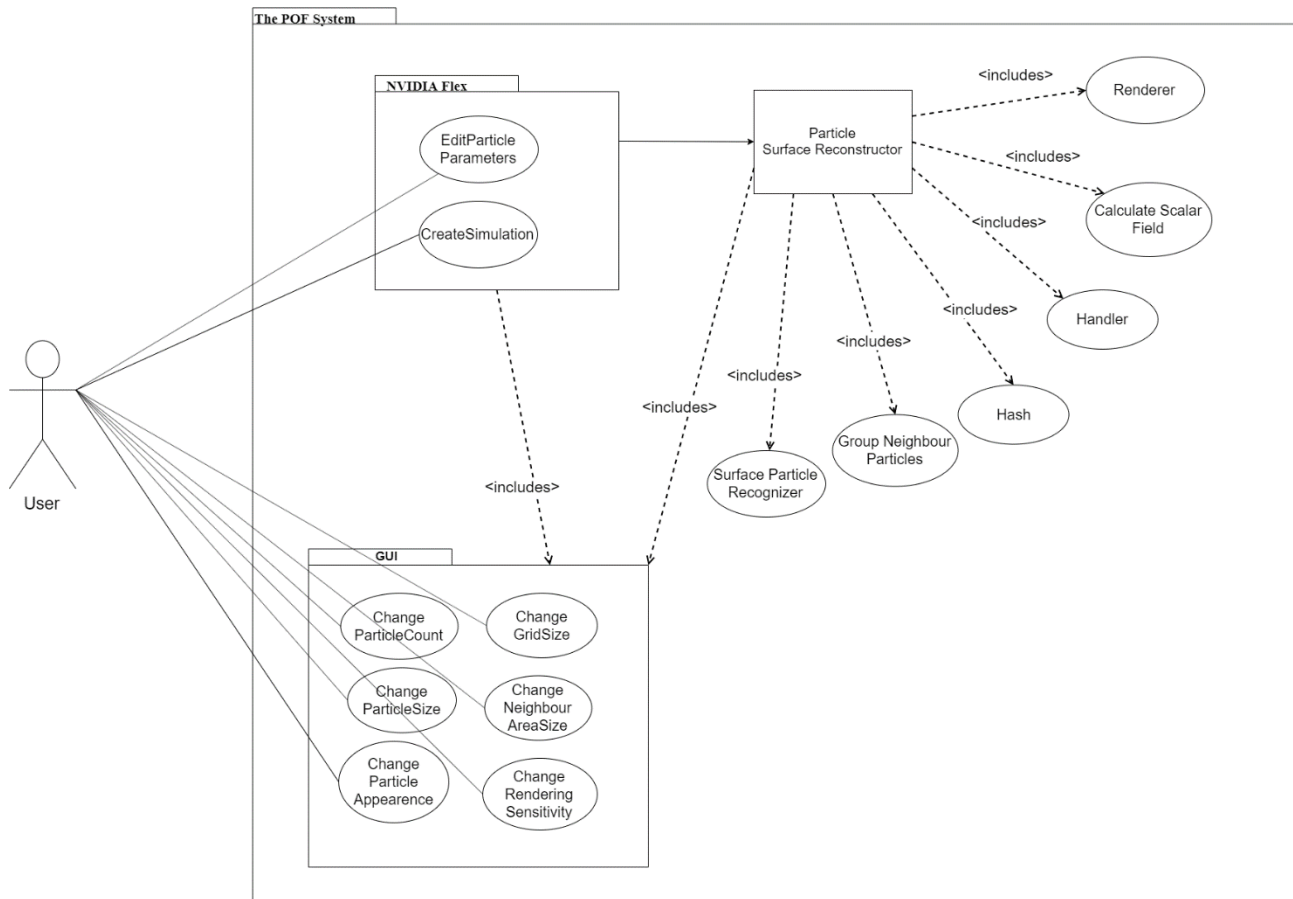 The POF System
NVIDIA Flex
EditParticle
Parameters
CreateSimulation
Particle
Surface Reconstructor
<includes>
Renderer
<includes>
Calculate Scalar
Field
<includes>
Handler
<includes>
Hash
<includes>
Group Neighbour
Particles
<includes>
Surface Particle
Recognizer
<includes>
<includes>
User
GUI
Change
ParticleCount
Change
GridSize
Change
ParticleSize
Change
Neighbour
AreaSize
Change
Particle
Appearence
Change
Rendering
Sensitivity